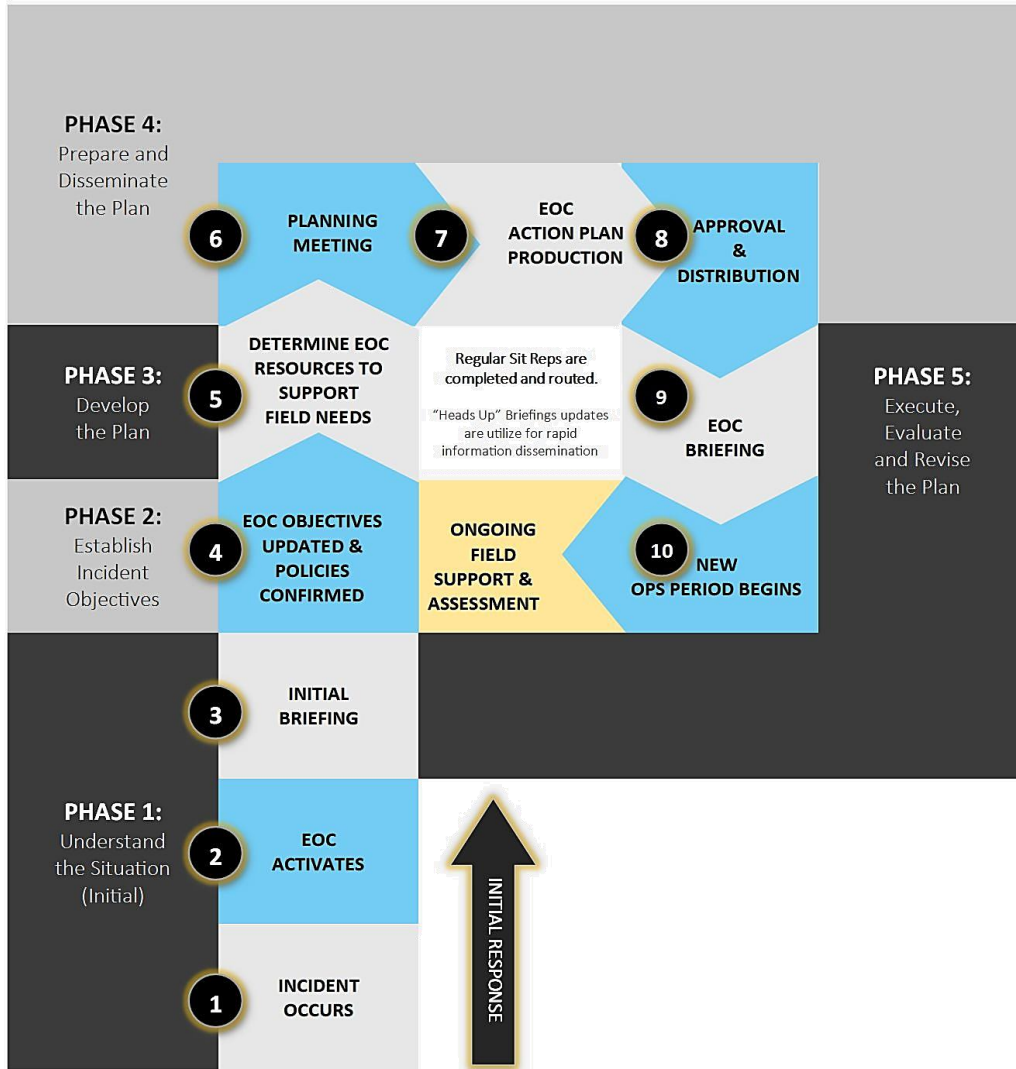 PHASE 4:
Prepare and
Disseminate
the Plan
6
PLANNING
MEETING
7
EOC
ACTION PLAN
PRODUCTION
8
APPROVAL
&
DISTRIBUTION
PHASE 3:
Develop
the Plan
5
DETERMINE EOC
RESOURCES TO
SUPPORT
FIELD NEEDS
Regular Sit Reps are
completed and routed.
“Heads Up” Briefings updates
are utilize for rapid
information dissemination
9
EOC
BRIEFING
PHASE 5:
Execute,
Evaluate
and Revise
the Plan
PHASE 2:
Establish
Incident
Objectives
4
EOC OBJECTIVES
UPDATED &
POLICIES
CONFIRMED
ONGOING
FIELD
SUPPORT &
ASSESSMENT
10
NEW
OPS PERIOD BEGINS
3
INITIAL
BRIEFING
PHASE 1:
Understand
the Situation
(Initial)
2
EOC
ACTIVATES
1
INCIDENT
OCCURS
INITIAL RESPONSE